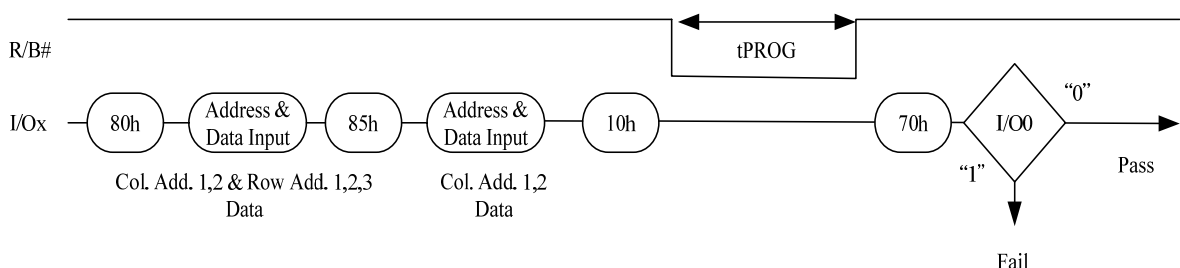 R/B#
tPROG
I/Ox
80h
Address &
Data Input
85h
Address &
Data Input
10h
70h
I/O0
“0”
“1”
Pass
Col. Add. 1,2 & Row Add. 1,2,3
Data
Col. Add. 1,2
Data
Fail